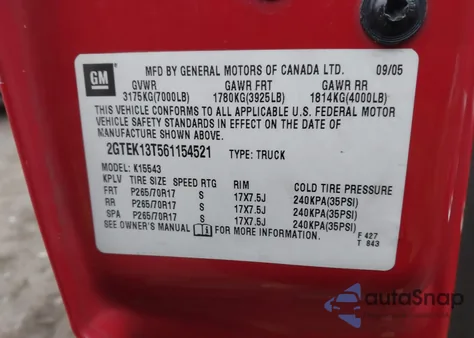 GM
MFD BY GENERAL MOTORS OF CANADA LTD. 09/05
GVWR GAWR FRT GAWR RR
3175KG(7000LB) 1780KG(3925LB) 1814KG(4000LB)
THIS VEHICLE CONFORMS TO ALL APPLICABLE U.S. FEDERAL MOTOR
VEHICLE SAFETY STANDARDS IN EFFECT ON THE DATE OF
MANUFACTURE SHOWN ABOVE.
2GTEK13T561154521 TYPE: TRUCK
MODEL: K15543
KPLV TIRE SIZE SPEED RTG RIM COLD TIRE PRESSURE
FRT P265/70R17 S 17X7.5J 240KPA(35PSI)
RR P265/70R17 S 17X7.5J 240KPA(35PSI)
SPA P265/70R17 S 17X7.5J 240KPA(35PSI)
SEE OWNER'S MANUAL FOR MORE INFORMATION.
F 427
T 843
autoSnap